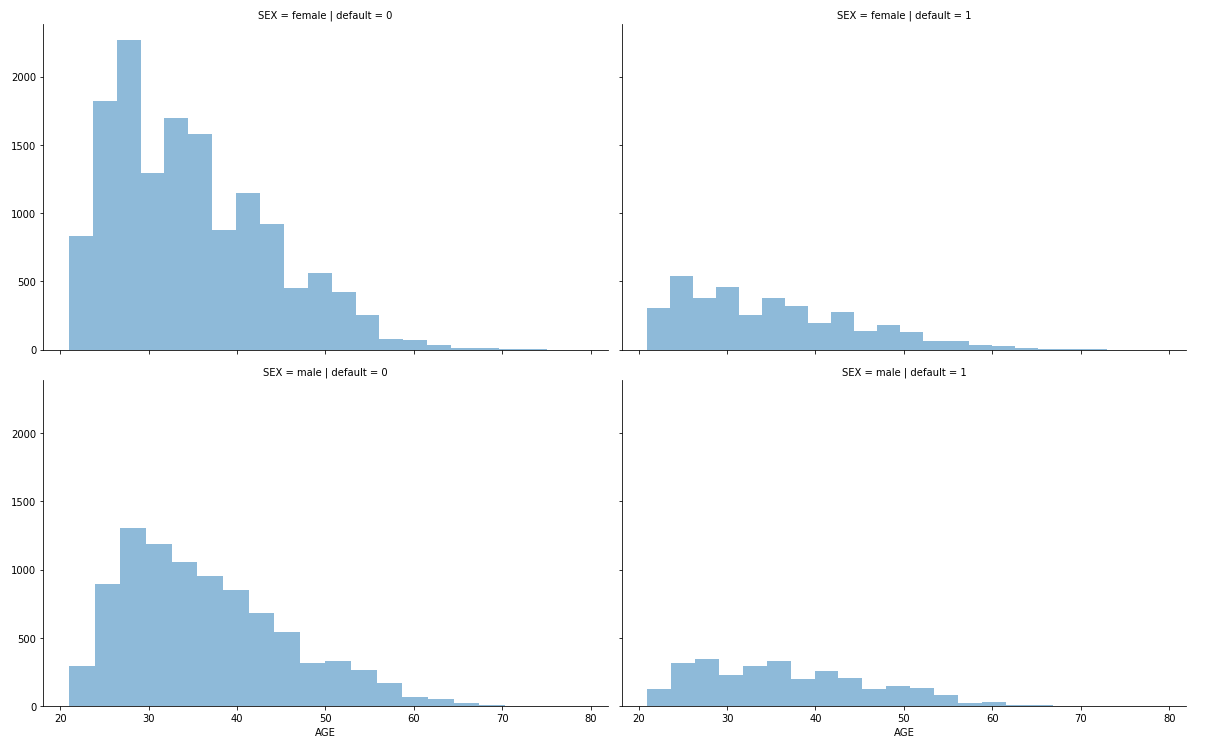 SEX = female | default = 0
SEX = female | default = 1
2000
1500
1000
500
0
SEX = male | default = 0
SEX = male | default = 1
2000
1500
1000
500
0
20 30 40 50 60 70 80
20 30 40 50 60 70 80
AGE
AGE